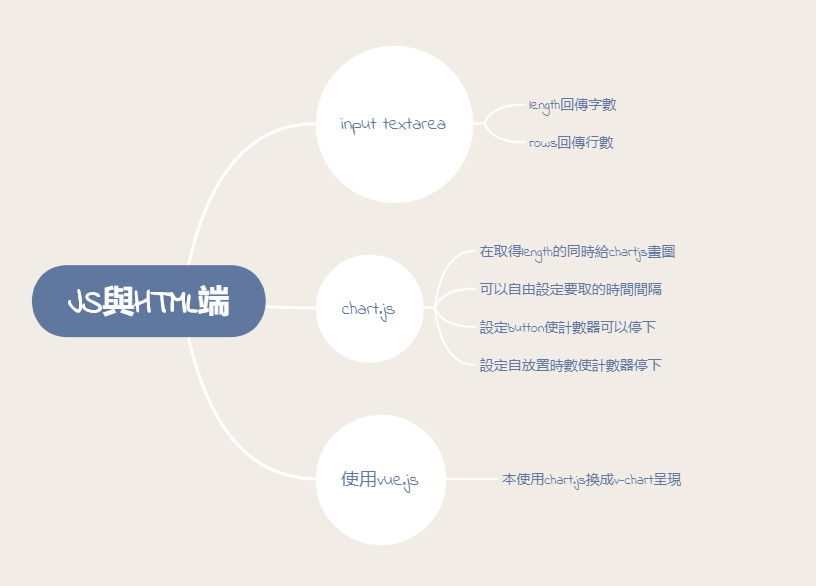 JS與HTML端
input textarea
length回傳字數
rows回傳行數
chart.js
在取得length的同時給chartjs畫圖
可以自由設定要取的時間間隔
設定button使計數器可以停下
設定自放置時數使計數器停下
使用vue.js
本使用chart.js換成v-chart呈現